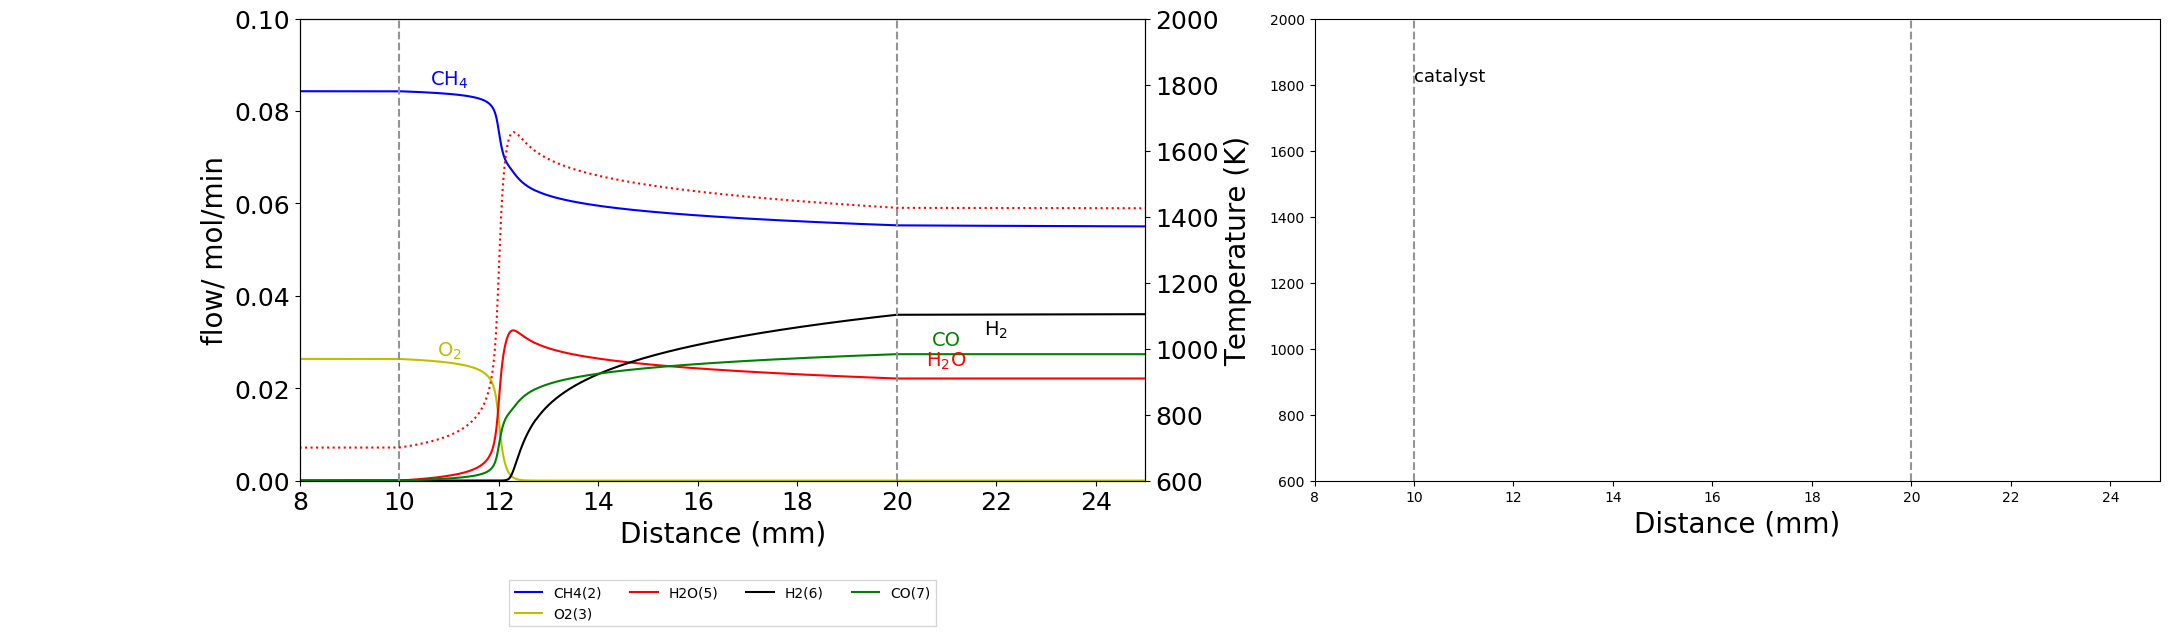 flow/ mol/min
0.10
0.08
0.06
0.04
0.02
0.00
CH₄
O₂
H₂
CO
H₂O
8 10 12 14 16 18 20 22 24
Distance (mm)
2000
1800
1600
1400
1200
1000
800
600
CH4(2) H2O(5) H2(6) CO(7)
O2(3)
Temperature (K)
2000
1800
1600
1400
1200
1000
800
600
catalyst
8 10 12 14 16 18 20 22 24
Distance (mm)